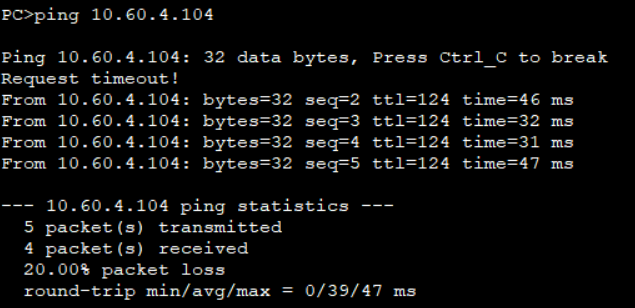 PC>ping 10.60.4.104
Ping 10.60.4.104: 32 data bytes, Press Ctrl_C to break
Request timeout!
From 10.60.4.104: bytes=32 seq=2 ttl=124 time=46 ms
From 10.60.4.104: bytes=32 seq=3 ttl=124 time=32 ms
From 10.60.4.104: bytes=32 seq=4 ttl=124 time=31 ms
From 10.60.4.104: bytes=32 seq=5 ttl=124 time=47 ms
--- 10.60.4.104 ping statistics ---
5 packet(s) transmitted
4 packet(s) received
20.00% packet loss
round-trip min/avg/max = 0/39/47 ms